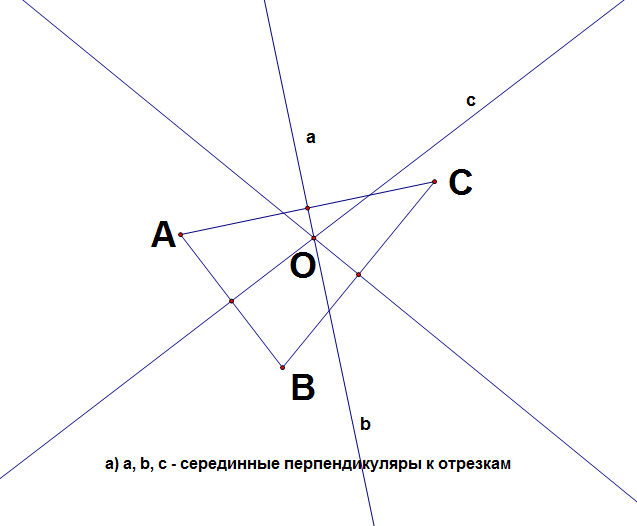 c
a
C
A
O
B
b
a) a, b, c - серединные перпендикуляры к отрезкам